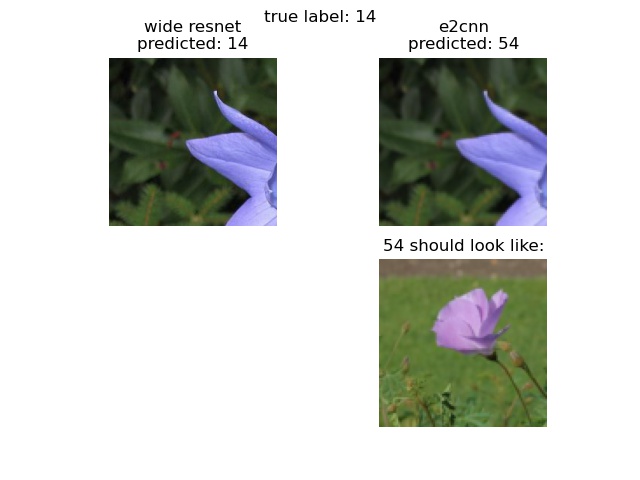 true label: 14
wide resnet
predicted: 14
e2cnn
predicted: 54
54 should look like: